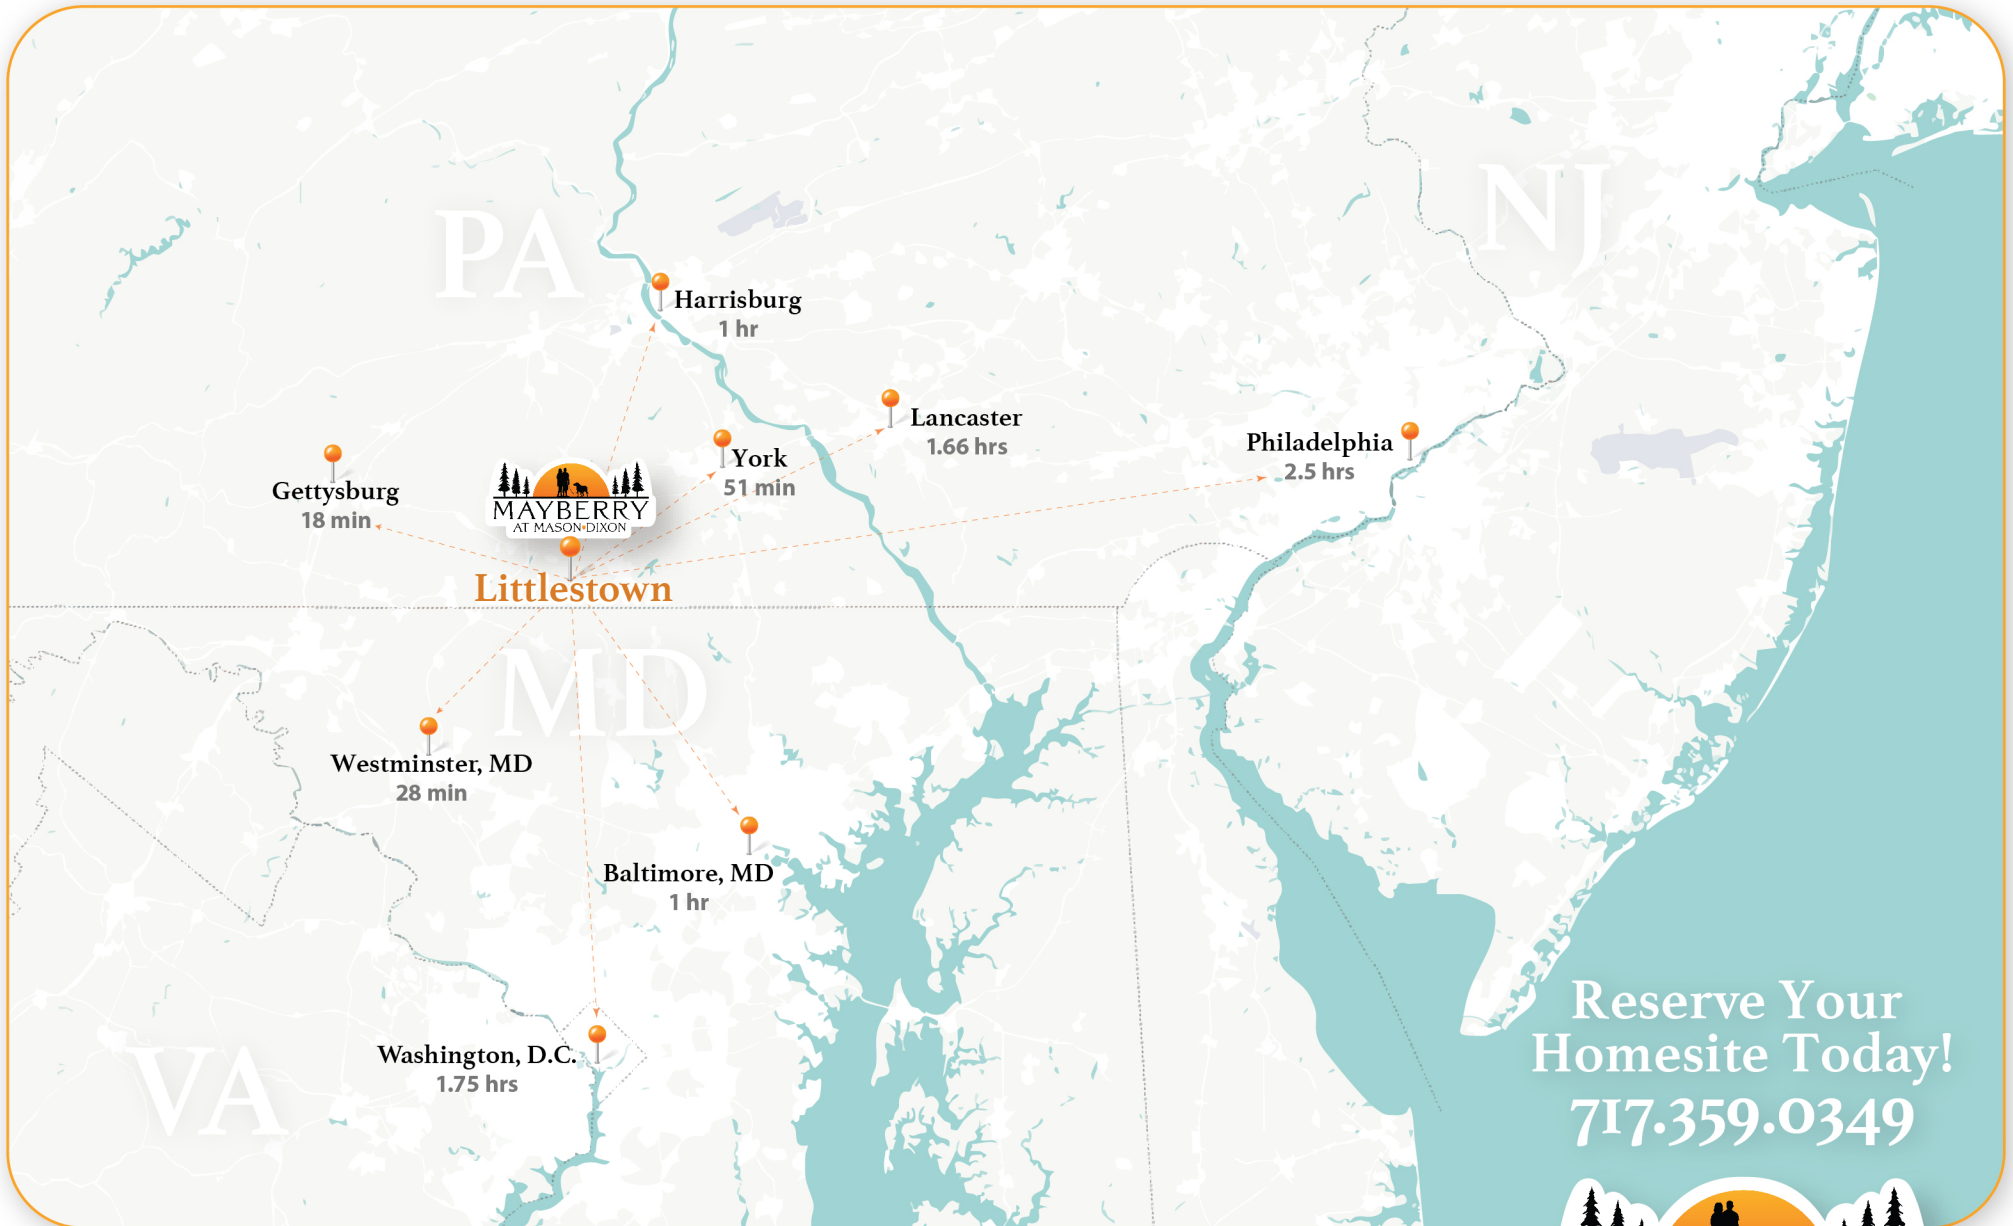 PA
NJ
Harrisburg
1 hr
Lancaster
1.66 hrs
Philadelphia
2.5 hrs
York
51 min
Gettysburg
18 min
MAYBERRY
AT MASON•DIXON
Littlestown
MD
Westminster, MD
28 min
Baltimore, MD
1 hr
Washington, D.C.
1.75 hrs
VA
Reserve Your
Homesite Today!
717.359.0349